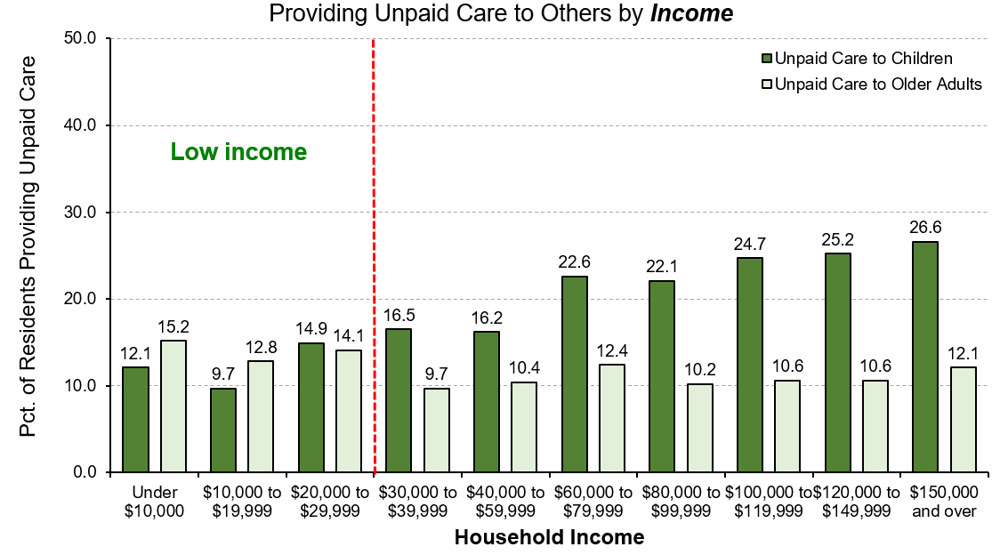 Providing Unpaid Care to Others by Income
Pct. of Residents Providing Unpaid Care
50.0
40.0
30.0
20.0
10.0
0.0
Unpaid Care to Children
Unpaid Care to Older Adults
Low income
12.1
15.2
9.7
12.8
14.9
14.1
16.5
9.7
16.2
10.4
22.6
12.4
22.1
10.2
24.7
10.6
25.2
10.6
26.6
12.1
Under
$10,000
$10,000 to
$19,999
$20,000 to
$29,999
$30,000 to
$39,999
$40,000 to
$59,999
$60,000 to
$79,999
$80,000 to
$99,999
$100,000 to
$119,999
$120,000 to
$149,999
$150,000
and over
Household Income